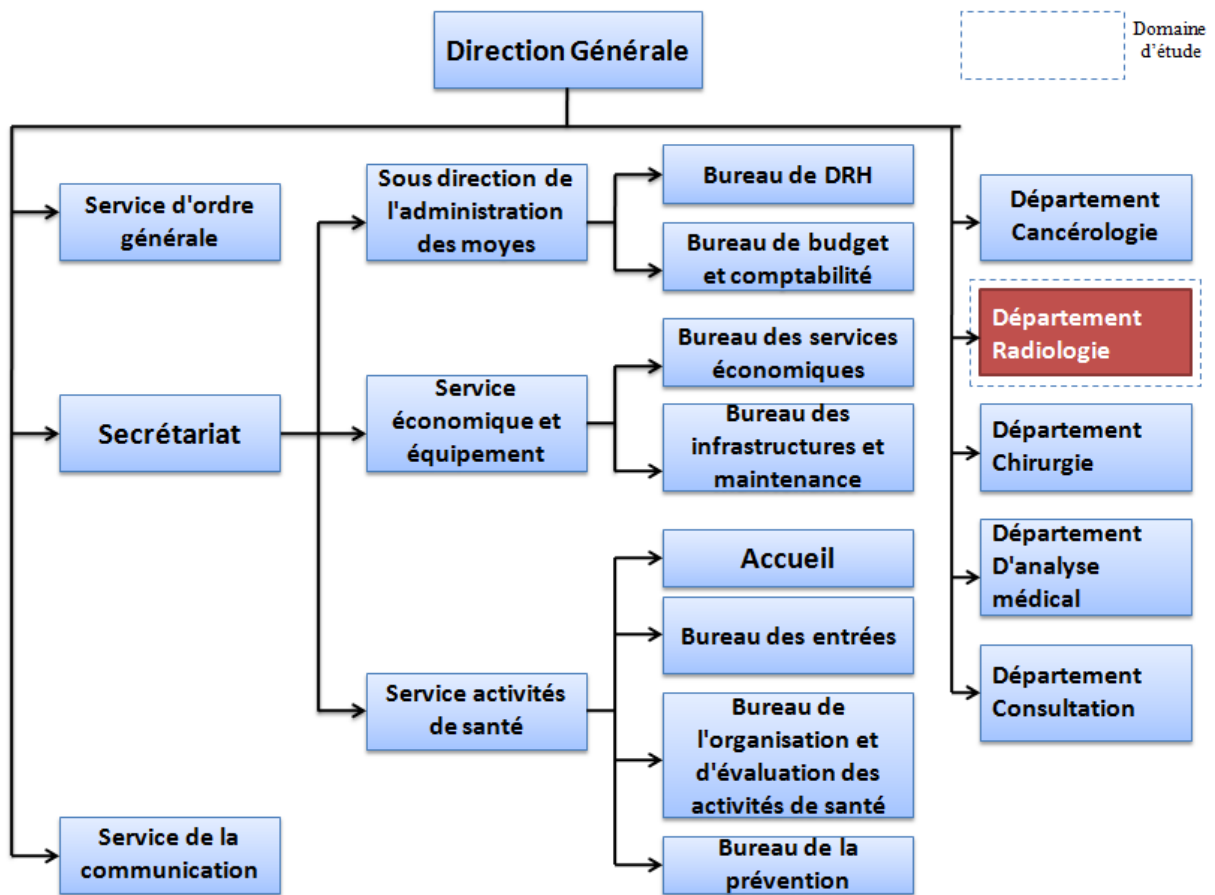 Direction Générale
Domaine
d'étude
Service d'ordre
générale
Secrétariat
Service de la
communication
Sous direction de
l'administration
des moyes
Service
économique et
équipement
Service activités
de santé
Bureau de DRH
Bureau de budget
et comptabilité
Bureau des services
économiques
Bureau des
infrastructures et
maintenance
Accueil
Bureau des entrées
Bureau de
l'organisation et
d'évaluation des
activités de santé
Bureau de la
prévention
Département
Cancérologie
Département
Radiologie
Département
Chirurgie
Département
D'analyse
médical
Département
Consultation